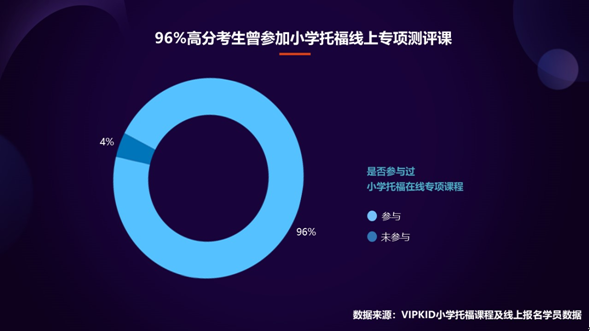 96%高分考生曾参加小学托福线上专项测评课
4%
是否参与过
小学托福在线专项课程
参与
96%
未参与
数据来源：VIPKID小学托福课程及线上报名学员数据